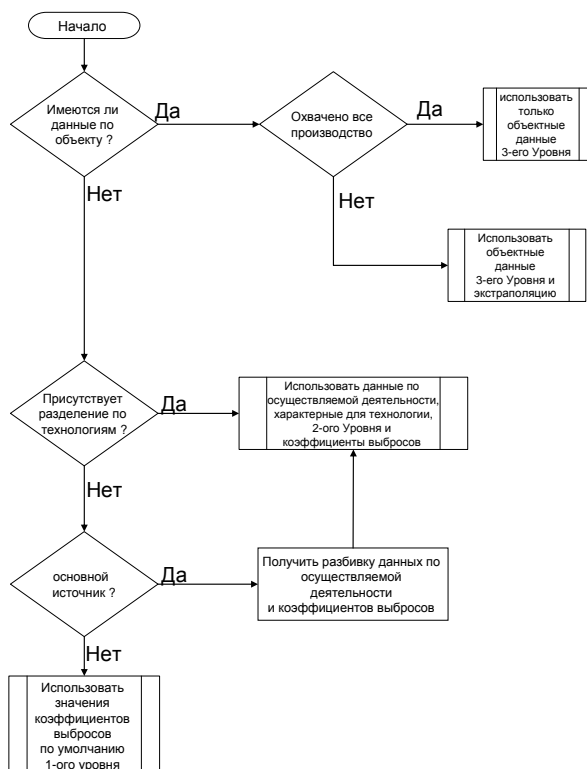 Начало
Имеются ли
данные по
объекту ?
Да
Охвачено все
производство
Да
использовать
только
объектные
данные
3-его Уровня
Нет
Нет
Использовать
объектные
данные
3-его Уровня и
экстраполяцию
Присутствует
разделение по
технологиям ?
Да
Использовать данные по
осуществляемой деятельности,
характерные для технологии,
2-ого Уровня и
коэффициенты выбросов
Нет
основной
источник ?
Да
Получить разбивку данных по
осуществляемой
деятельности
и коэффициентов выбросов
Нет
Использовать
значения
коэффициентов
выбросов
по умолчанию
1-ого уровня